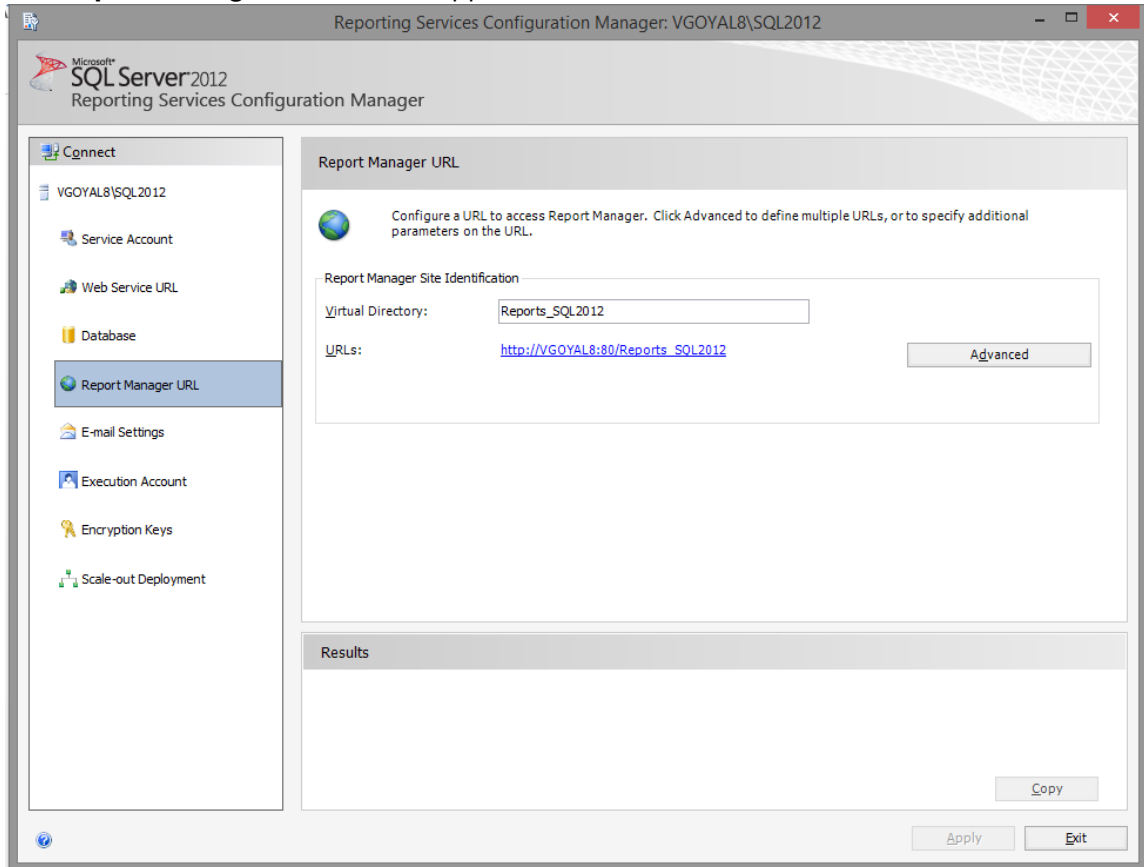 Reporting Services Configuration Manager: VGOYAL8\SQL2012
Microsoft®
SQL Server 2012
Reporting Services Configuration Manager
Connect
VGOYAL8\SQL2012
Service Account
Web Service URL
Database
Report Manager URL
E-mail Settings
Execution Account
Encryption Keys
Scale-out Deployment
Report Manager URL
Configure a URL to access Report Manager. Click Advanced to define multiple URLs, or to specify additional
parameters on the URL.
Report Manager Site Identification
Virtual Directory: Reports_SQL2012
URLs: http://VGOYAL8:80/Reports_SQL2012
Advanced
Results
Copy
Apply Exit